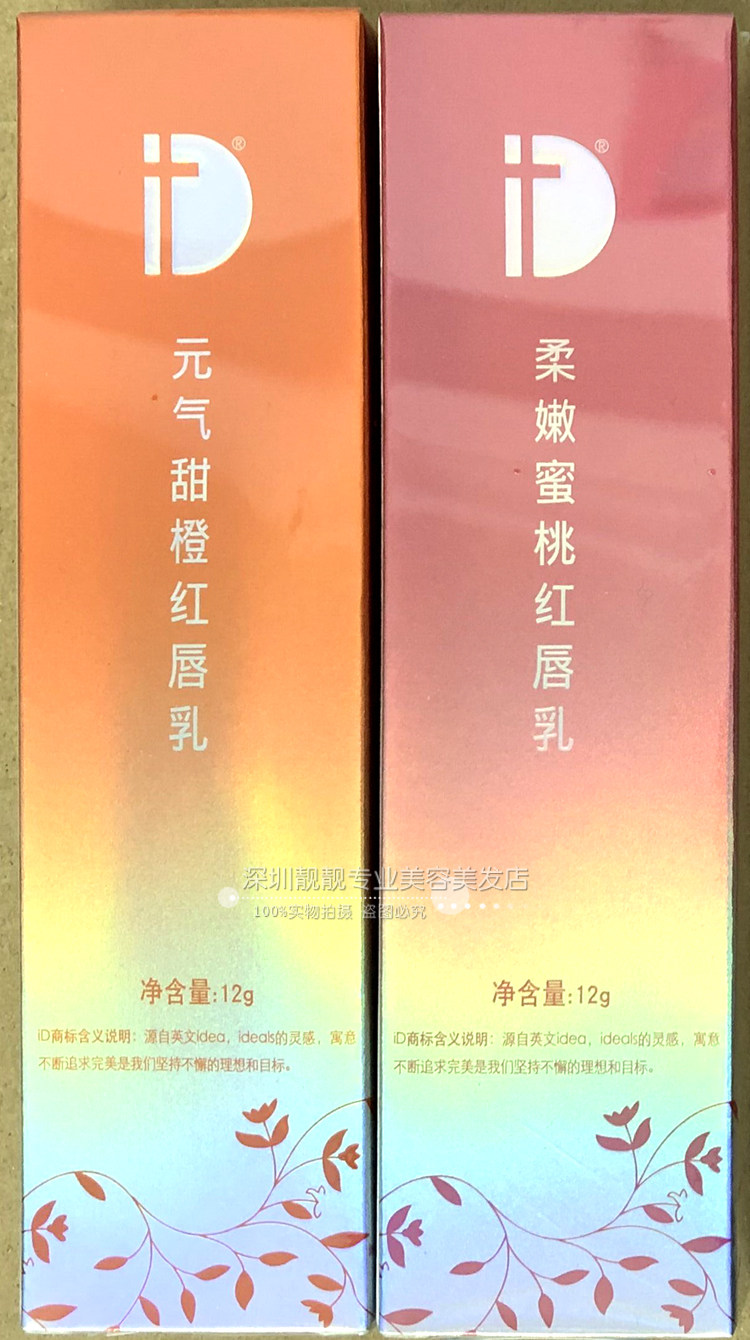 iD®
元气甜橙红唇乳
净含量:12g
iD商标含义说明：源自英文idea，ideals的灵感，寓意
不断追求完美是我们坚持不懈的理想和目标。
iD®
柔嫩蜜桃红唇乳
净含量:12g
iD商标含义说明：源自英文idea，ideals的灵感，寓意
不断追求完美是我们坚持不懈的理想和目标。
深圳靓靓专业美容美发店
100%实物拍摄 盗图必究